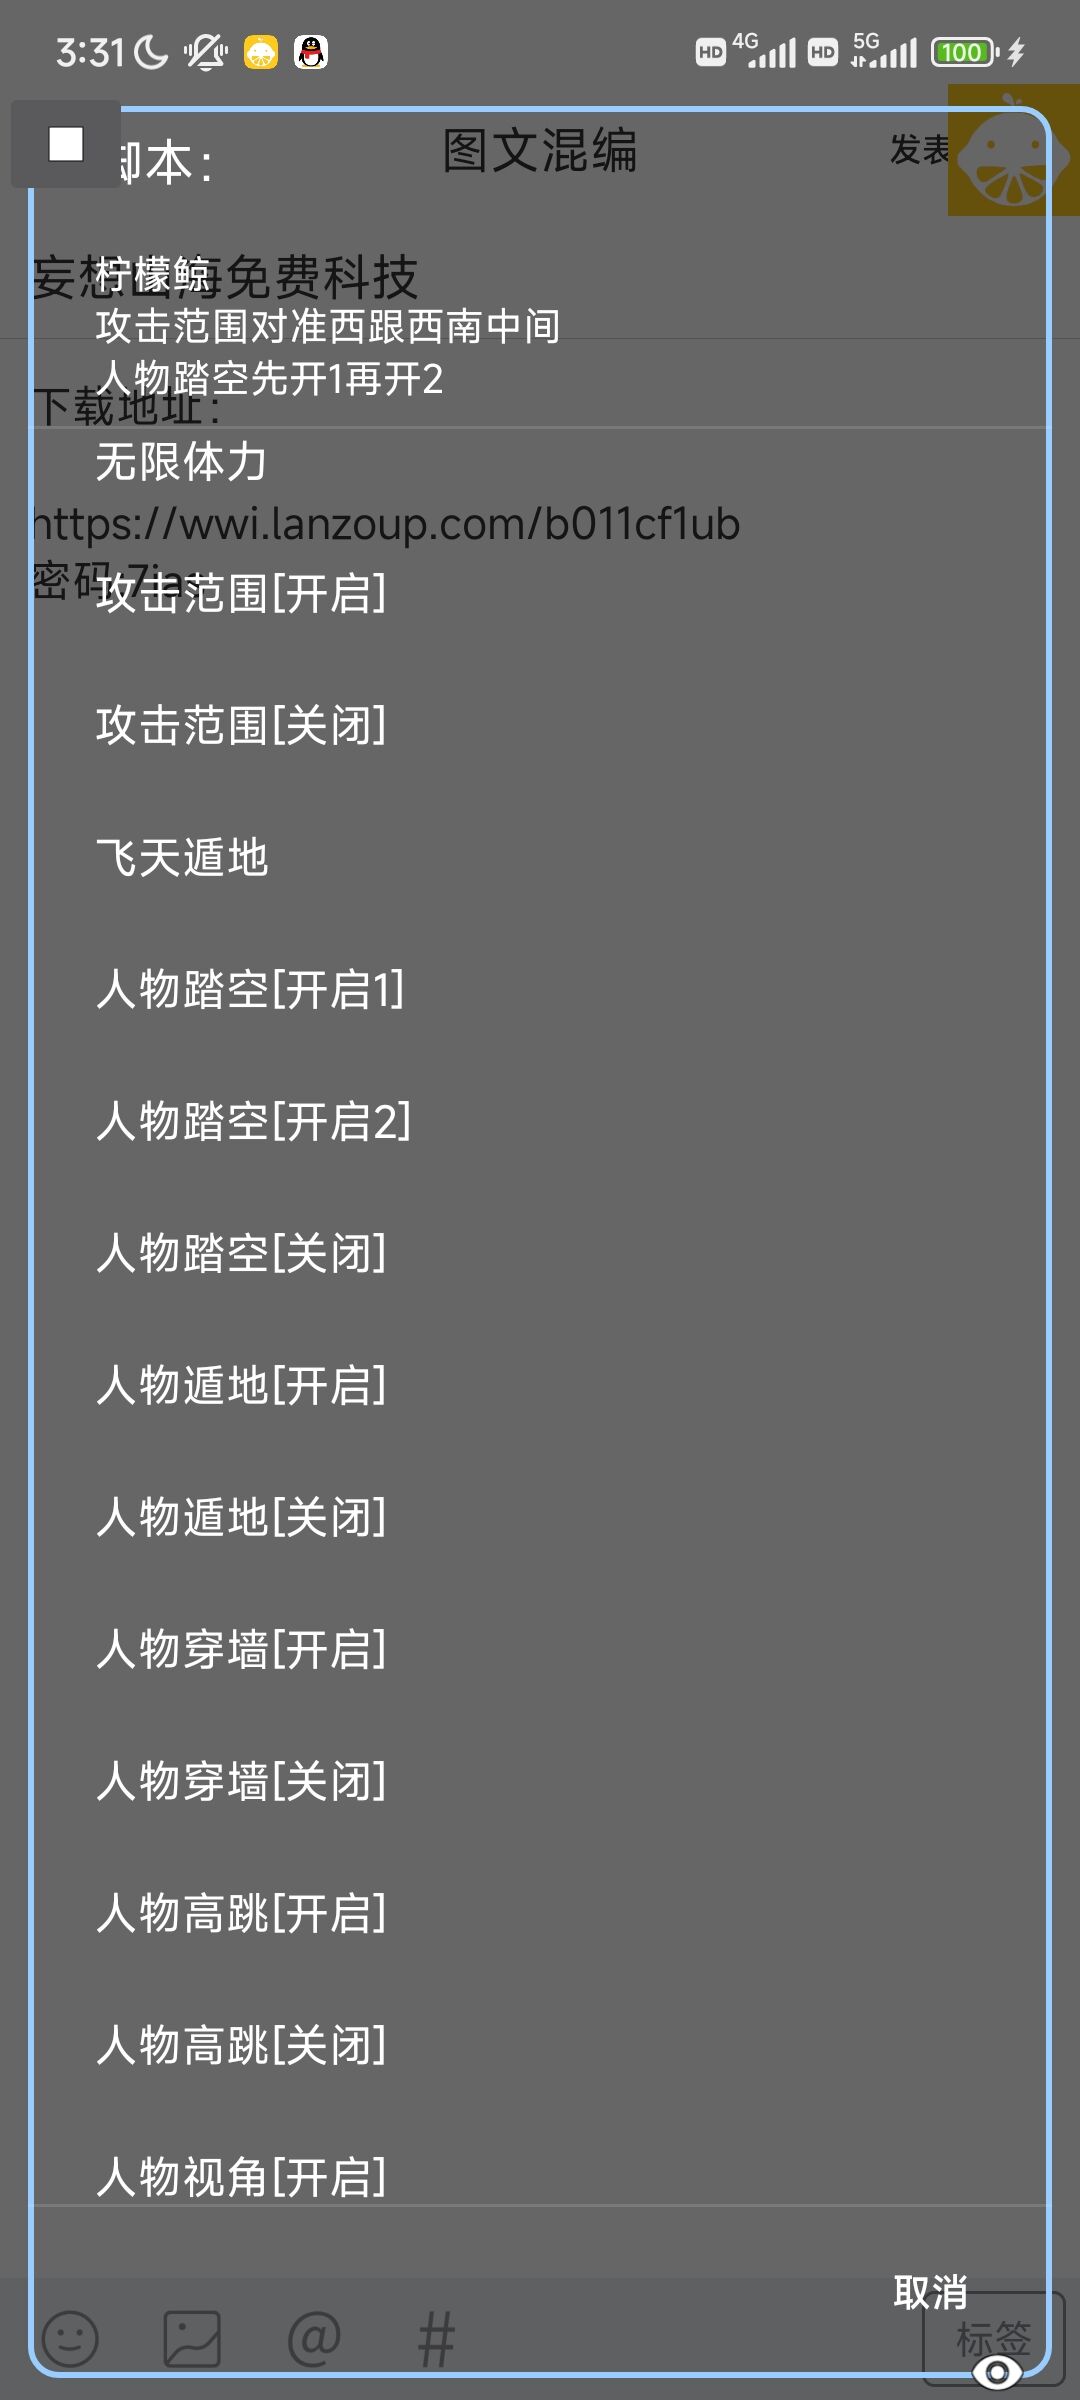 3:31
HD 4G HD 5G 100
脚本：
图文混编
发表
妄想山海免费科技
柠檬鲸
攻击范围对准西跟西南中间
人物踏空先开1再开2
下载地址：
无限体力
https://wwi.lanzoup.com/b011cf1ub
密码:7ias
攻击范围[开启]
攻击范围[关闭]
飞天遁地
人物踏空[开启1]
人物踏空[开启2]
人物踏空[关闭]
人物遁地[开启]
人物遁地[关闭]
人物穿墙[开启]
人物穿墙[关闭]
人物高跳[开启]
人物高跳[关闭]
人物视角[开启]
取消
@ #
标签